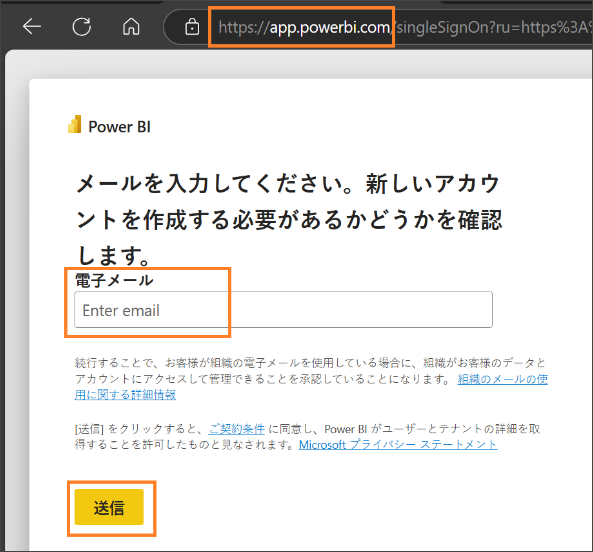 https://app.powerbi.com/singleSignOn?ru=https%3A%
Power BI
メールを入力してください。新しいアカウ
ントを作成する必要があるかどうかを確認
します。
電子メール
Enter email
続行することで、お客様が組織の電子メールを使用している場合に、組織がお客様のデータと
アカウントにアクセスして管理できることを承認していることになります。 組織のメールの使
用に関する詳細情報
[送信] をクリックすると、ご契約条件 に同意し、Power BI がユーザーとテナントの詳細を取
得することを許可したものと見なされます。Microsoft プライバシー ステートメント
送信